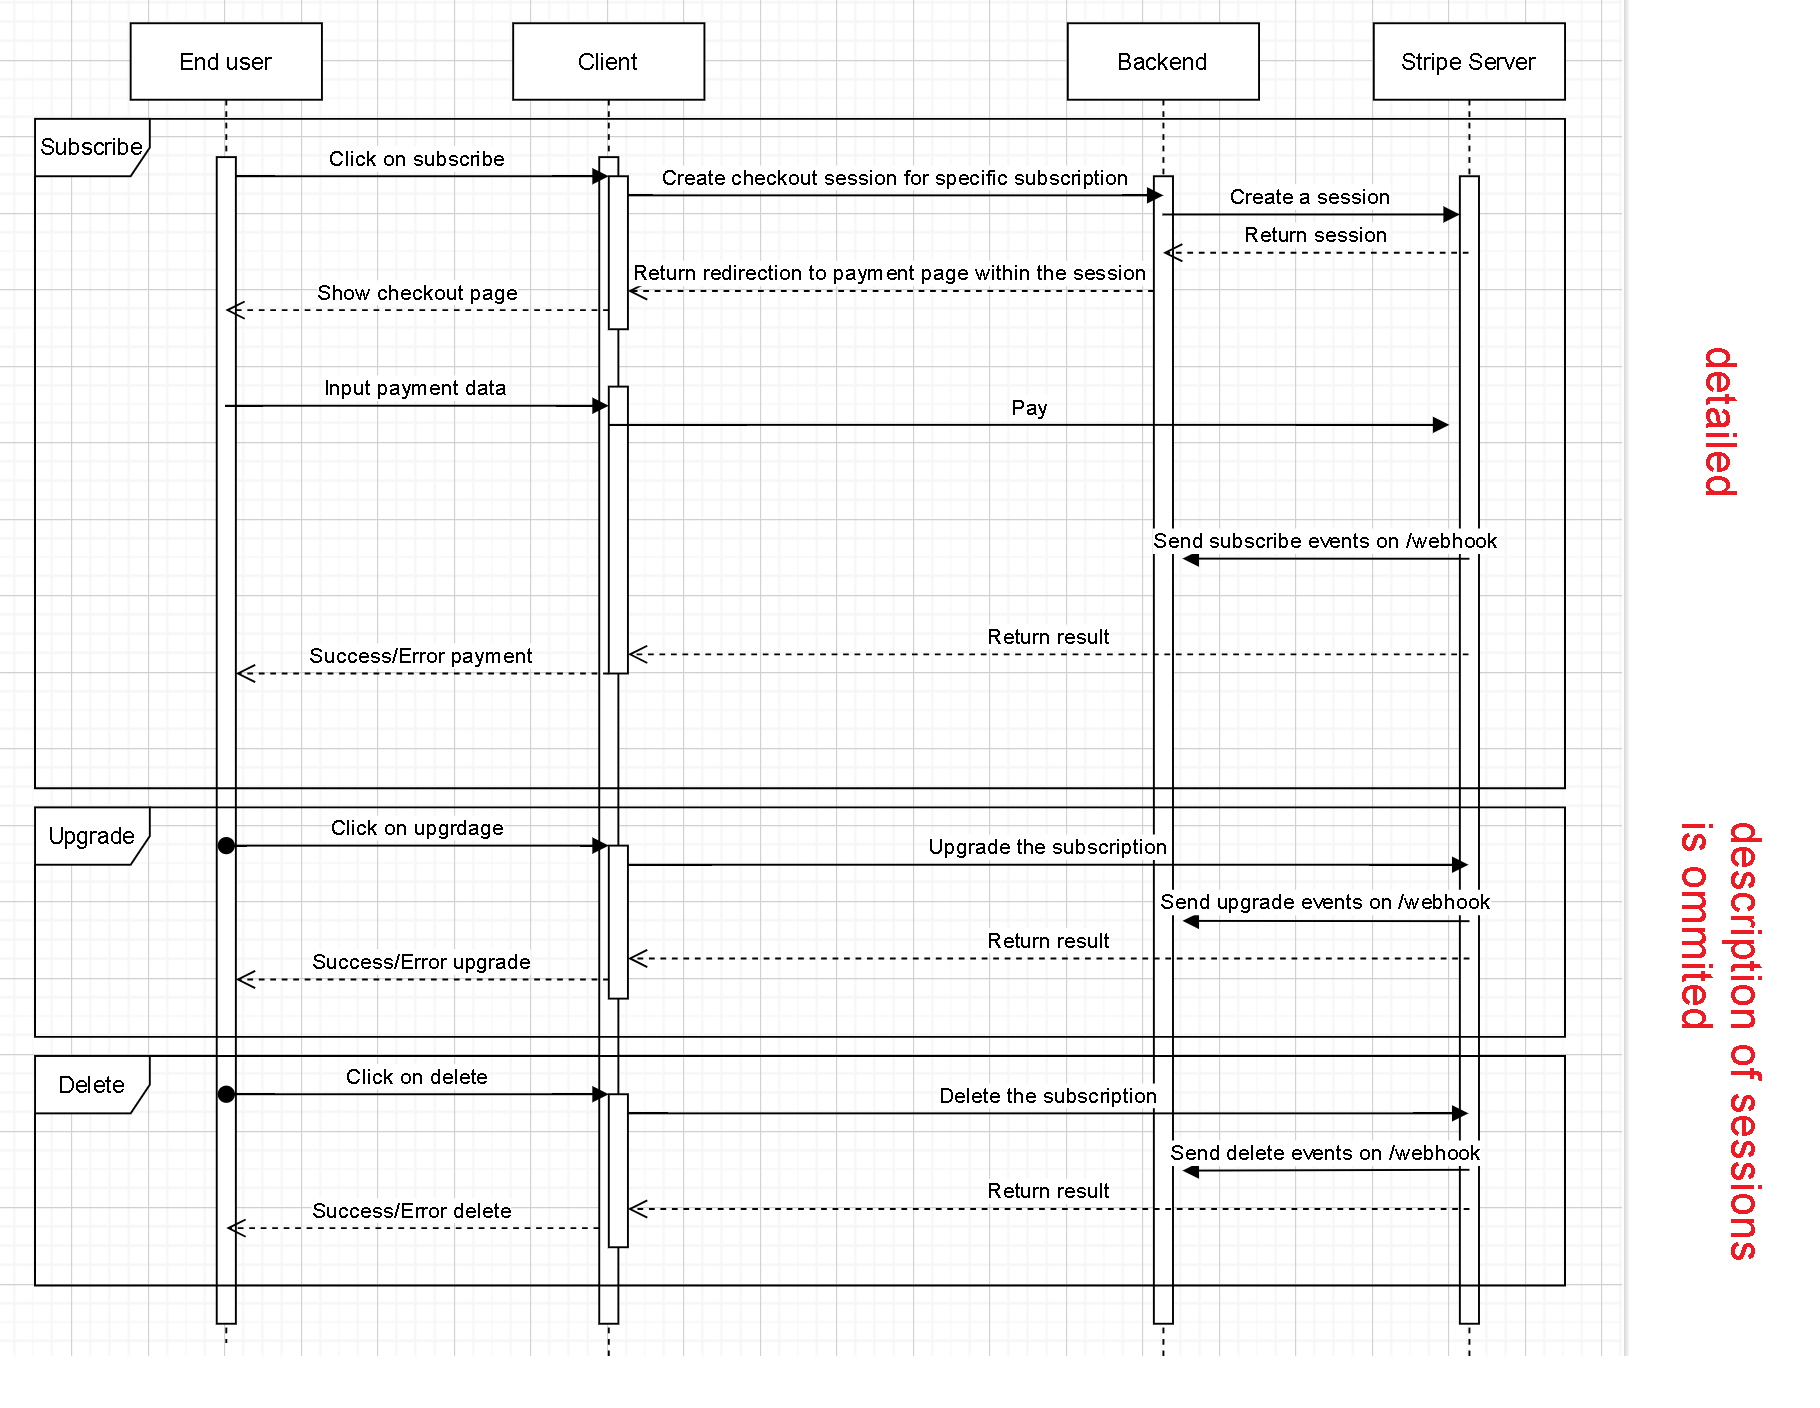 End user
Client
Backend
Stripe Server
Subscribe
Click on subscribe
Create checkout session for specific subscription
Create a session
Return session
Return redirection to payment page within the session
Show checkout page
Input payment data
Pay
Send subscribe events on /webhook
Return result
Success/Error payment
detailed
Upgrade
Click on upgrdage
Upgrade the subscription
Send upgrade events on /webhook
Return result
Success/Error upgrade
Delete
Click on delete
Delete the subscription
Send delete events on /webhook
Return result
Success/Error delete
description of sessions
is ommited